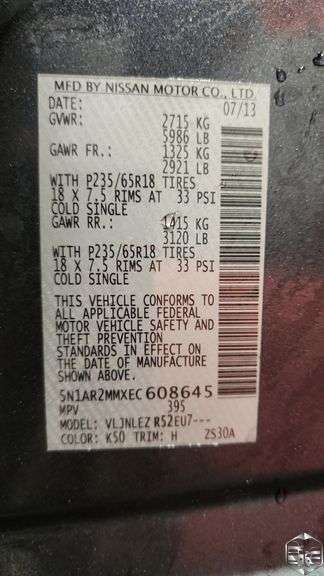 MFD BY NISSAN MOTOR CO., LTD.
DATE: 07/13
GVWR: 2715 KG
5986 LB
GAWR FR.: 1325 KG
2921 LB
WITH P235/65R18 TIRES
18 X 7.5 RIMS AT 33 PSI
COLD SINGLE
GAWR RR.: 1415 KG
3120 LB
WITH P235/65R18 TIRES
18 X 7.5 RIMS AT 33 PSI
COLD SINGLE
THIS VEHICLE CONFORMS TO
ALL APPLICABLE FEDERAL
MOTOR VEHICLE SAFETY AND
THEFT PREVENTION
STANDARDS IN EFFECT ON
THE DATE OF MANUFACTURE
SHOWN ABOVE.
5N1AR2MMXEC608645
MPV 395
MODEL: VLJNLEZ R52EU7---
COLOR: K50 TRIM: H ZS30A